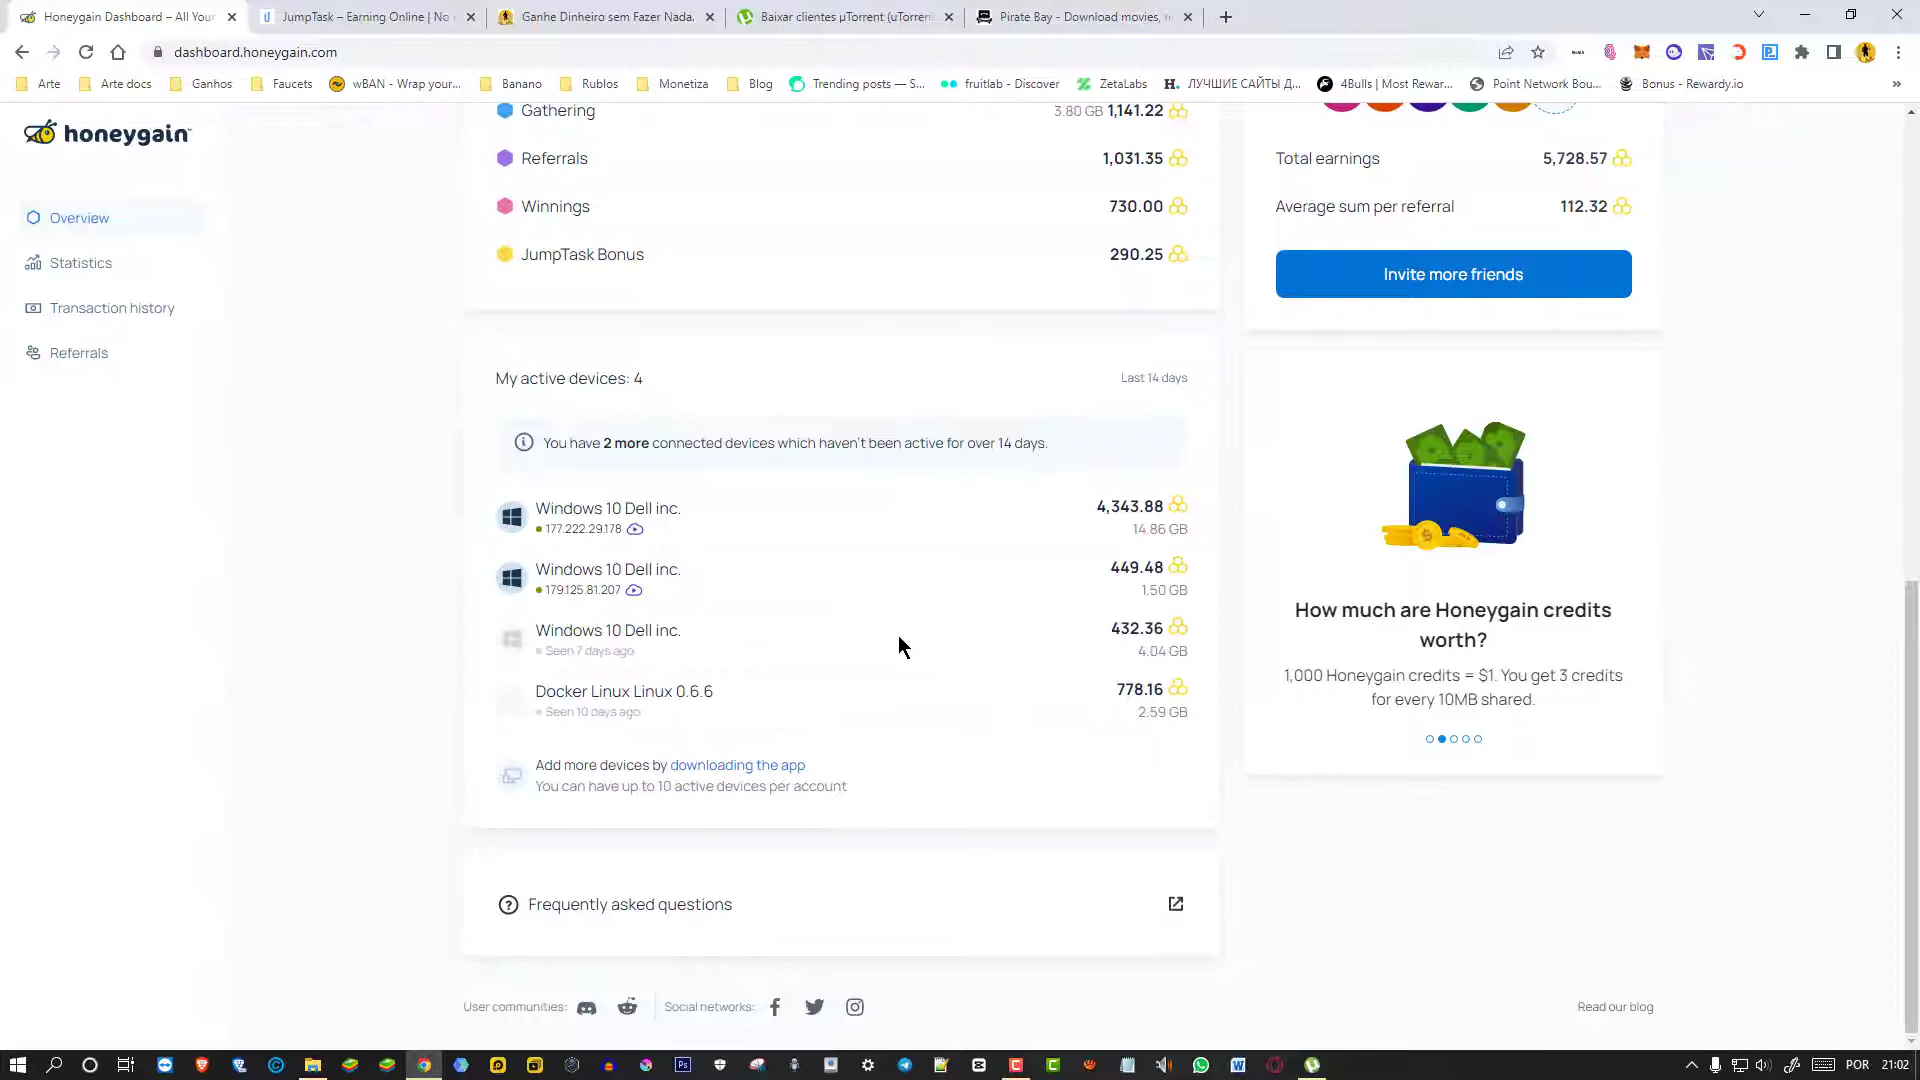 Honeygain Dashboard – All Your
JumpTask – Earning Online | No
Ganhe Dinheiro sem Fazer Nada.
Baixar clientes µTorrent (uTorren
Pirate Bay - Download movies,
dashboard.honeygain.com
Arte
Arte docs
Ganhos
Faucets
wBAN - Wrap your...
Banano
Rublos
Monetiza
Blog
Trending posts — S...
fruitlab - Discover
ZetaLabs
H. ЛУЧШИЕ САЙТЫ Д...
4Bulls | Most Rewar...
Point Network Bou...
Bonus - Rewardy.io
»
honeygain
Overview
Statistics
Transaction history
Referrals
Gathering 3.80 GB 1,141.22
Referrals 1,031.35
Winnings 730.00
JumpTask Bonus 290.25
Total earnings 5,728.57
Average sum per referral 112.32
Invite more friends
My active devices: 4 Last 14 days
You have 2 more connected devices which haven't been active for over 14 days.
Windows 10 Dell inc. 4,343.88
177.222.29.178 14.86 GB
Windows 10 Dell inc. 449.48
179.125.81.207 1.50 GB
Windows 10 Dell inc. 432.36
Seen 7 days ago 4.04 GB
Docker Linux Linux 0.6.6 778.16
Seen 10 days ago 2.59 GB
Add more devices by downloading the app
You can have up to 10 active devices per account
How much are Honeygain credits
worth?
1,000 Honeygain credits = $1. You get 3 credits
for every 10MB shared.
Frequently asked questions
User communities: Social networks: Read our blog
Ps
POR 21:02